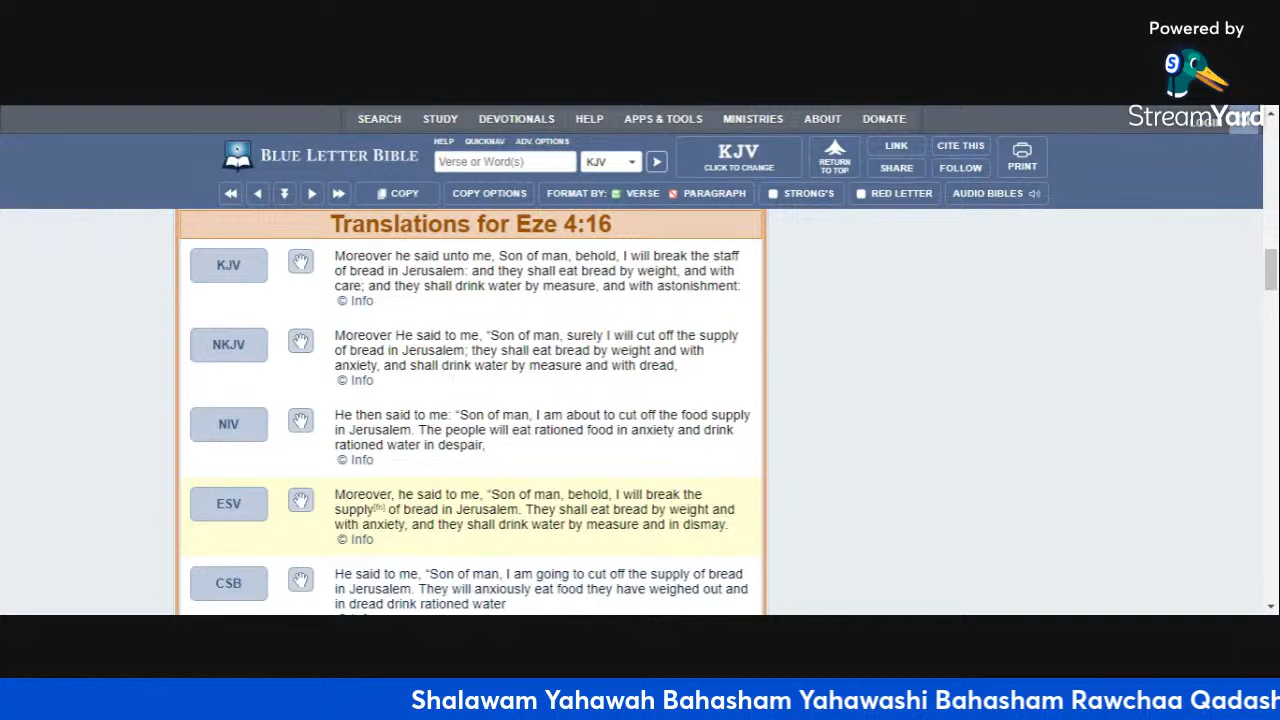 Powered by
StreamYard
SEARCH STUDY DEVOTIONALS HELP APPS & TOOLS MINISTRIES ABOUT DONATE
HELP QUICKNAV ADV. OPTIONS
BLUE LETTER BIBLE
Verse or Word(s)
KJV
KJV
CLICK TO CHANGE
RETURN
TO TOP
LINK
CITE THIS
SHARE
FOLLOW
PRINT
COPY COPY OPTIONS FORMAT BY: VERSE PARAGRAPH STRONG'S RED LETTER AUDIO BIBLES
Translations for Eze 4:16
KJV
Moreover he said unto me, Son of man, behold, I will break the staff
of bread in Jerusalem: and they shall eat bread by weight, and with
care; and they shall drink water by measure, and with astonishment:
© Info
NKJV
Moreover He said to me, “Son of man, surely I will cut off the supply
of bread in Jerusalem; they shall eat bread by weight and with
anxiety, and shall drink water by measure and with dread,
© Info
NIV
He then said to me: “Son of man, I am about to cut off the food supply
in Jerusalem. The people will eat rationed food in anxiety and drink
rationed water in despair,
© Info
ESV
Moreover, he said to me, “Son of man, behold, I will break the
supply[fn] of bread in Jerusalem. They shall eat bread by weight and
with anxiety, and they shall drink water by measure and in dismay.
© Info
CSB
He said to me, “Son of man, I am going to cut off the supply of bread
in Jerusalem. They will anxiously eat food they have weighed out and
in dread drink rationed water
Shalawam Yahawah Bahasham Yahawashi Bahasham Rawchaa Qadash